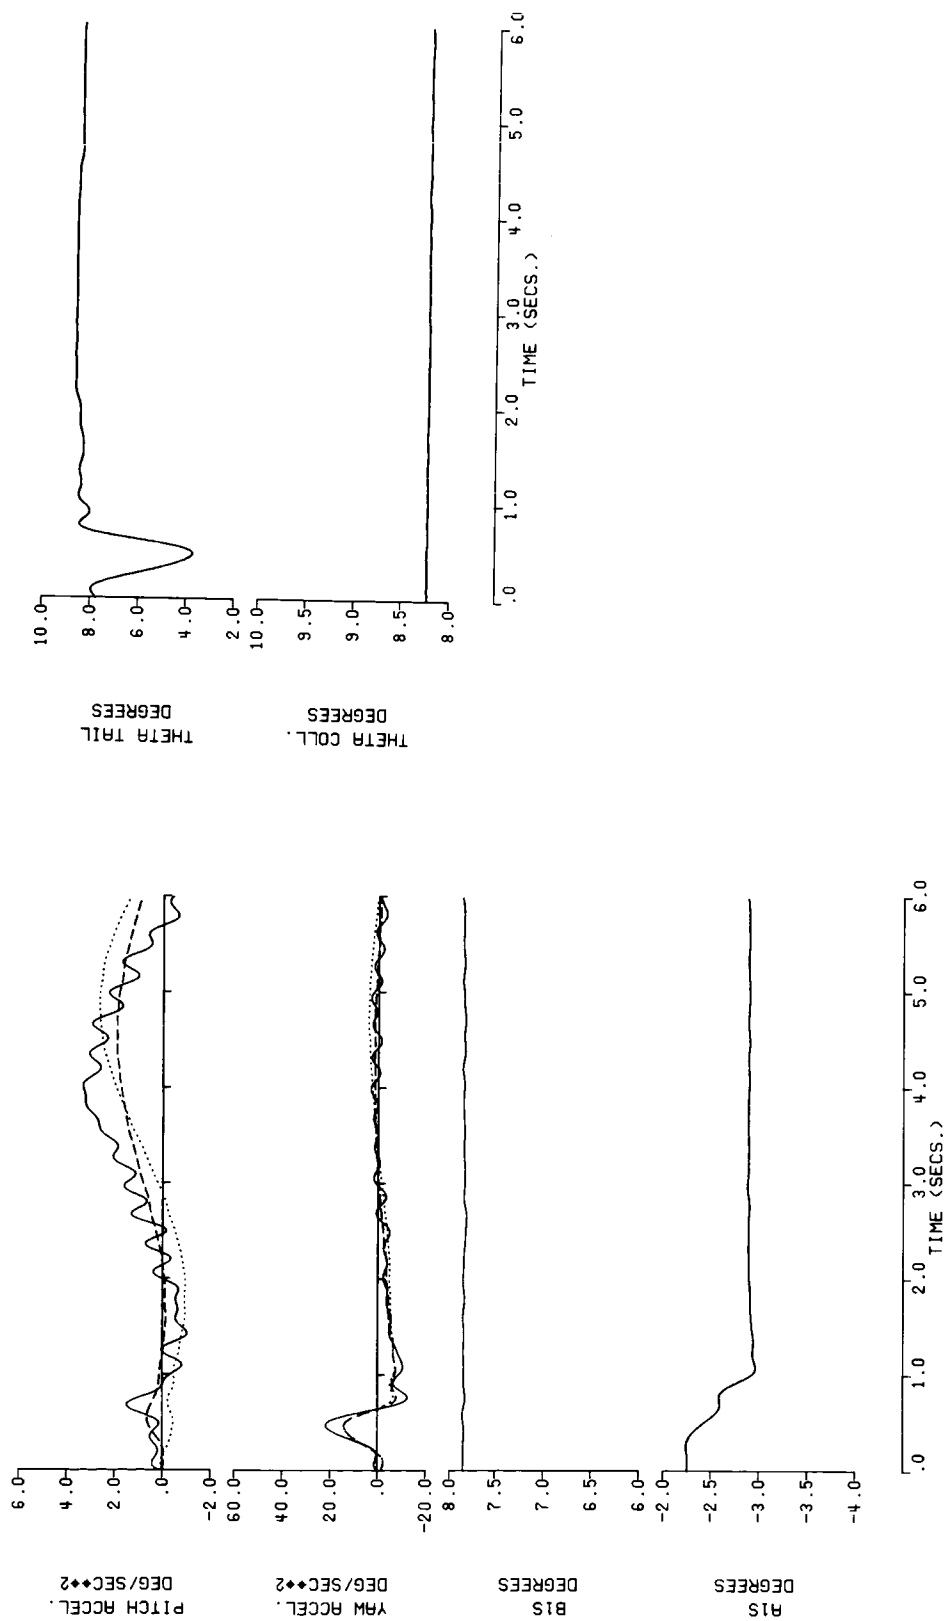 PITCH ACCEL.
DEG/SEC**2
6.0
4.0
2.0
.0
-2.0
YAW ACCEL.
DEG/SEC**2
60.0
40.0
20.0
.0
-20.0
B1S
DEGREES
8.0
7.5
7.0
6.5
6.0
A1S
DEGREES
-2.0
-2.5
-3.0
-3.5
-4.0
.0 1.0 2.0 3.0 4.0 5.0 6.0
TIME (SECS.)
THETA TAIL
DEGREES
10.0
8.0
6.0
4.0
2.0
THETA COLL.
DEGREES
10.0
9.5
9.0
8.5
8.0
.0 1.0 2.0 3.0 4.0 5.0 6.0
TIME (SECS.)